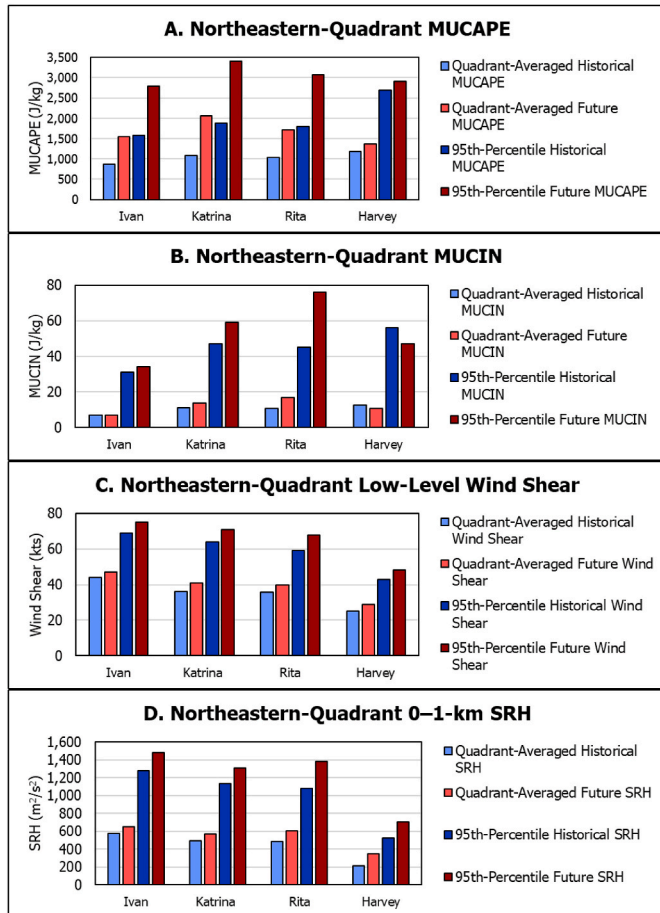 A. Northeastern-Quadrant MUCAPE
MUCAPE (J/kg)
3,500
3,000
2,500
2,000
1,500
1,000
500
0
Ivan
Katrina
Rita
Harvey
Quadrant-Averaged Historical
MUCAPE
Quadrant-Averaged Future
MUCAPE
95th-Percentile Historical
MUCAPE
95th-Percentile Future MUCAPE
B. Northeastern-Quadrant MUCIN
MUCIN (J/kg)
80
60
40
20
0
Ivan
Katrina
Rita
Harvey
Quadrant-Averaged Historical
MUCIN
Quadrant-Averaged Future
MUCIN
95th-Percentile Historical
MUCIN
95th-Percentile Future MUCIN
C. Northeastern-Quadrant Low-Level Wind Shear
Wind Shear (kts)
80
60
40
20
0
Ivan
Katrina
Rita
Harvey
Quadrant-Averaged Historical
Wind Shear
Quadrant-Averaged Future Wind
Shear
95th-Percentile Historical Wind
Shear
95th-Percentile Future Wind
Shear
D. Northeastern-Quadrant 0–1-km SRH
SRH (m²/s²)
1,600
1,400
1,200
1,000
800
600
400
200
0
Ivan
Katrina
Rita
Harvey
Quadrant-Averaged Historical
SRH
Quadrant-Averaged Future SRH
95th-Percentile Historical SRH
95th-Percentile Future SRH